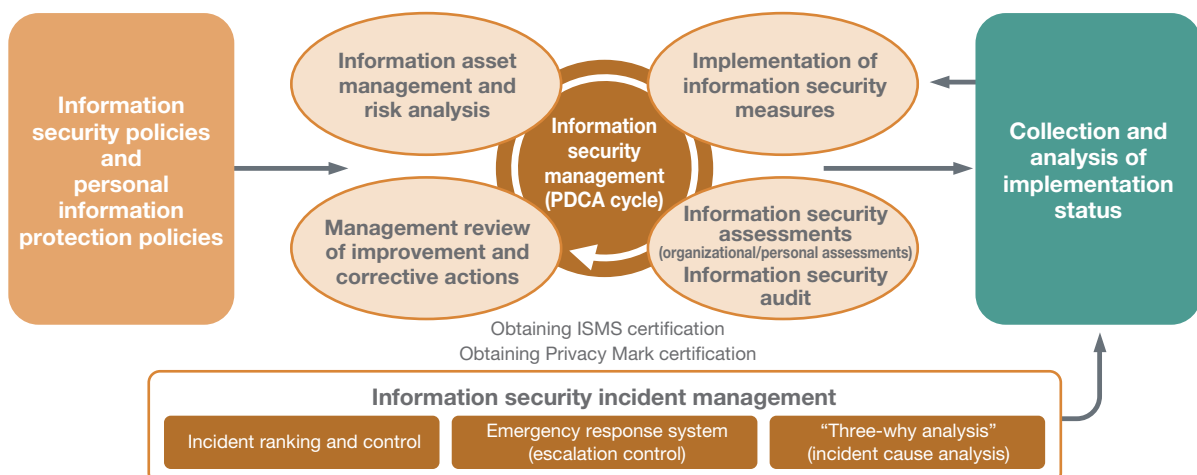 Information
security policies
and
personal
information
protection policies
Information asset
management and
risk analysis
Implementation of
information security
measures
Information
security
management
(PDCA cycle)
Management review
of improvement and
corrective actions
Information security
assessments
(organizational/personal assessments)
Information security
audit
Collection and
analysis of
implementation
status
Obtaining ISMS certification
Obtaining Privacy Mark certification
Information security incident management
Incident ranking and control
Emergency response system
(escalation control)
“Three-why analysis”
(incident cause analysis)